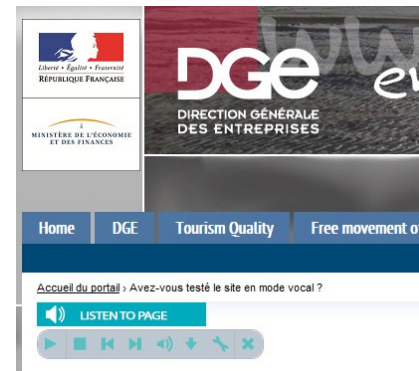 Liberté • Égalité • Fraternité
RÉPUBLIQUE FRANÇAISE
MINISTÈRE DE L'ÉCONOMIE
ET DES FINANCES
DGE
DIRECTION GÉNÉRALE
DES ENTREPRISES
Home DGE Tourism Quality Free movement o
Accueil du portail › Avez-vous testé le site en mode vocal ?
LISTEN TO PAGE